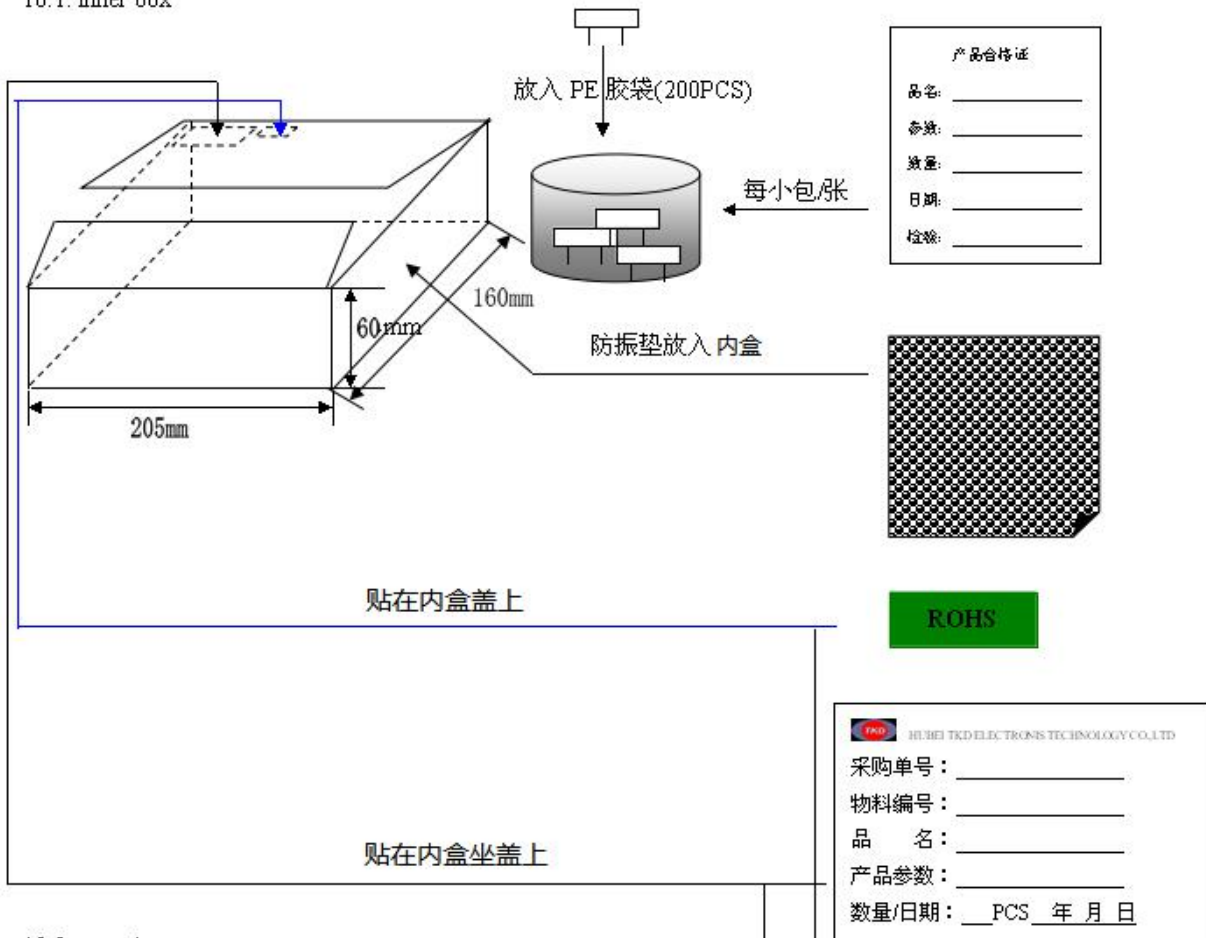 10.1. Inner box
放入 PE 胶袋(200PCS)
产品合格证
品名:
参数:
数量:
日期:
检验:
每小包/张
160mm
60mm
防振垫放入内盒
205mm
贴在内盒盖上
ROHS
TKD HUBEI TKD ELECTRONIS TECHNOLOGY CO.,LTD
采购单号：
物料编号：
品 名：
贴在内盒坐盖上
产品参数：
数量/日期： PCS 年 月 日